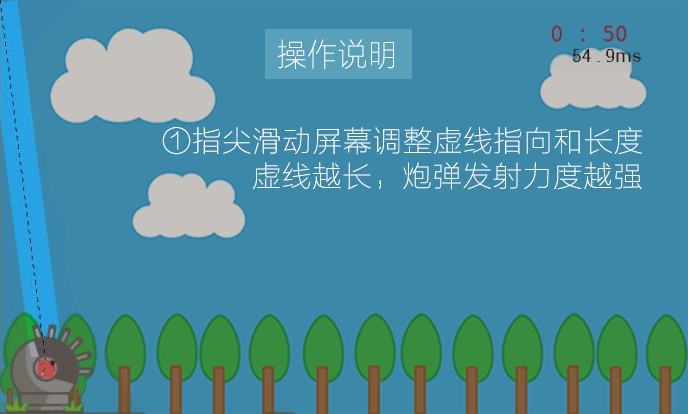 操作说明
0 : 50
54.9ms
①指尖滑动屏幕调整虚线指向和长度
虚线越长，炮弹发射力度越强